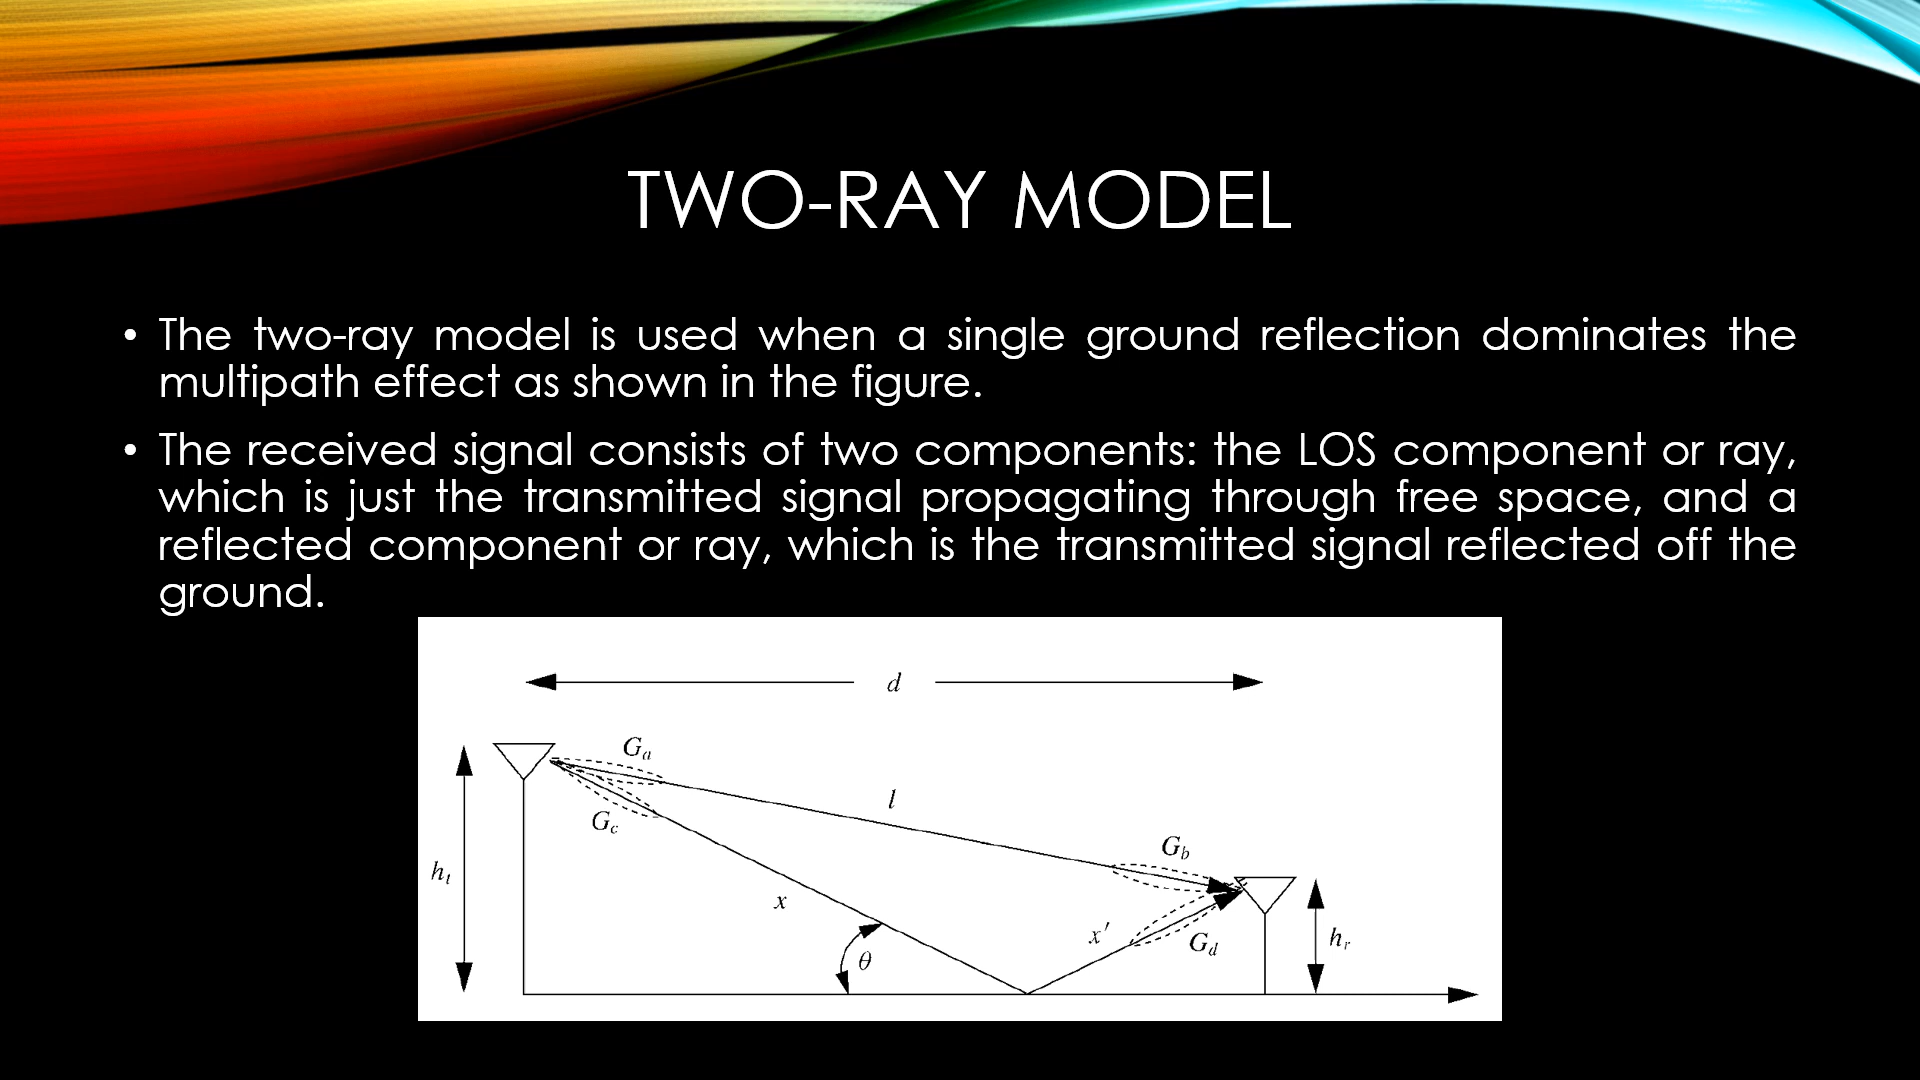 TWO-RAY MODEL
• The two-ray model is used when a single ground reflection dominates the
multipath effect as shown in the figure.
• The received signal consists of two components: the LOS component or ray,
which is just the transmitted signal propagating through free space, and a
reflected component or ray, which is the transmitted signal reflected off the
ground.
d
Ga
l
Gc
Gb
ht
x
x′
Gd
hr
θ